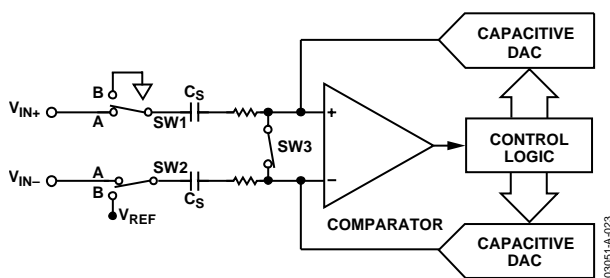 CAPACITIVE
DAC
B
C_S
V_IN+
A
SW1
+
SW3
CONTROL
LOGIC
V_IN–
A
SW2
B
C_S
–
V_REF
COMPARATOR
CAPACITIVE
DAC
03051-A-023